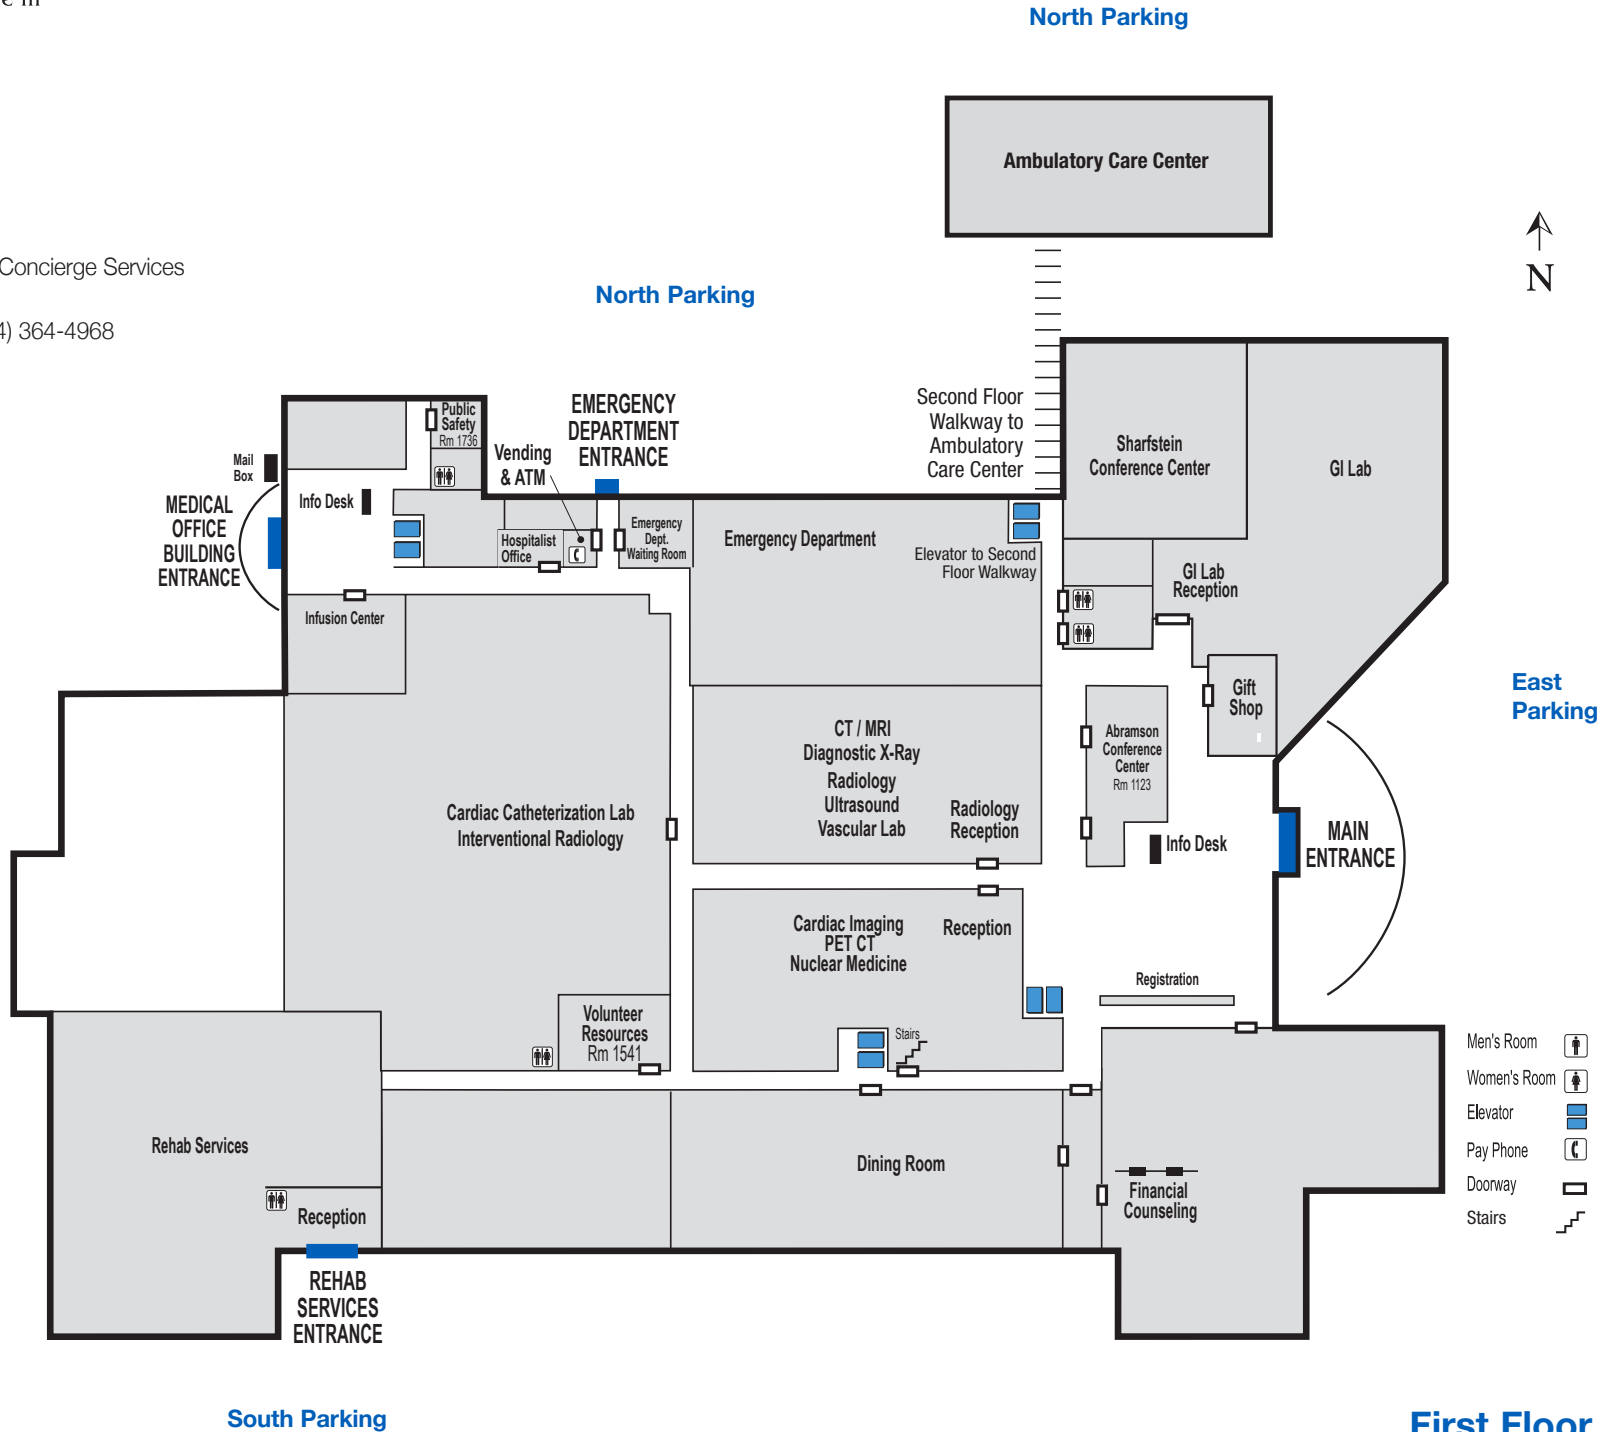 North Parking
Ambulatory Care Center
N
Concierge Services
North Parking
364-4968
Second Floor
Walkway to
Ambulatory
Care Center
Sharfstein
Conference Center
GI Lab
EMERGENCY
DEPARTMENT
ENTRANCE
Public
Safety
Rm 1736
Vending
& ATM
Mail
Box
Info Desk
MEDICAL
OFFICE
BUILDING
ENTRANCE
Hospitalist
Office
Emergency
Dept.
Waiting Room
Emergency Department
Elevator to Second
Floor Walkway
GI Lab
Reception
Infusion Center
East
Parking
Gift
Shop
CT / MRI
Diagnostic X-Ray
Radiology
Ultrasound
Vascular Lab
Radiology
Reception
Abramson
Conference
Center
Rm 1123
Cardiac Catheterization Lab
Interventional Radiology
Info Desk
MAIN
ENTRANCE
Cardiac Imaging
PET CT
Nuclear Medicine
Reception
Registration
Volunteer
Resources
Rm 1541
Stairs
Men's Room
Women's Room
Elevator
Pay Phone
Doorway
Stairs
Rehab Services
Dining Room
Financial
Counseling
Reception
REHAB
SERVICES
ENTRANCE
South Parking
First Floor